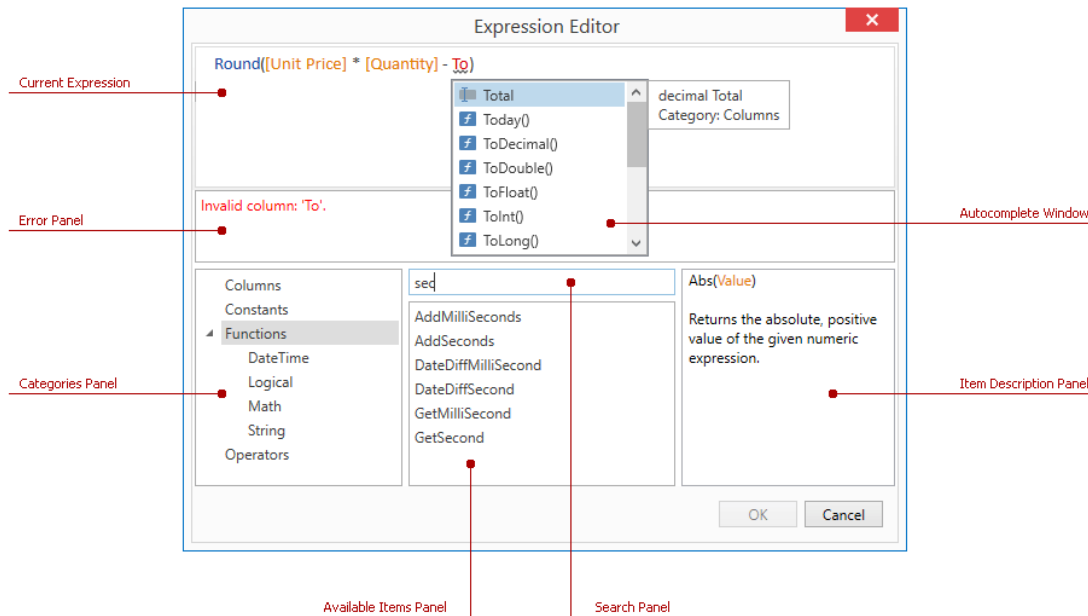 Expression Editor
Round([Unit Price] * [Quantity] - To)
Current Expression
Total
Today()
ToDecimal()
ToDouble()
ToFloat()
ToInt()
ToLong()
decimal Total
Category: Columns
Invalid column: 'To'.
Error Panel
Autocomplete Window
Columns
Constants
Functions
DateTime
Logical
Math
String
Operators
Categories Panel
sec
AddMilliSeconds
AddSeconds
DateDiffMilliSecond
DateDiffSecond
GetMilliSecond
GetSecond
Abs(Value)
Returns the absolute, positive
value of the given numeric
expression.
Item Description Panel
OK
Cancel
Available Items Panel
Search Panel